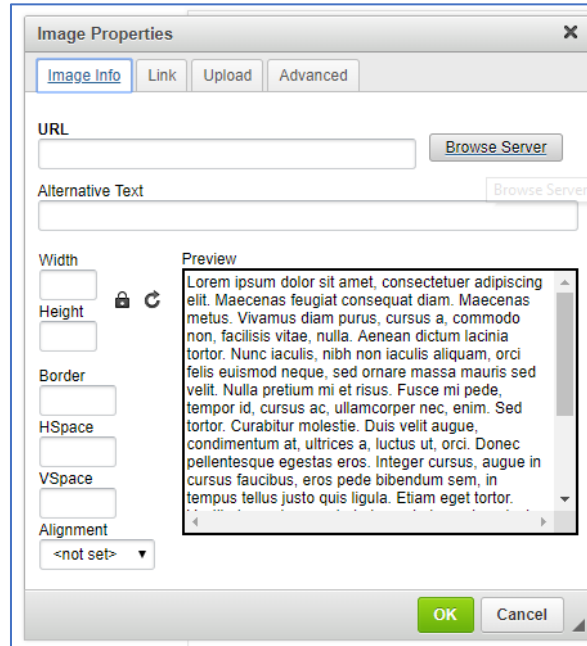 Image Properties
Image Info
Link
Upload
Advanced
URL
Browse Server
Browse Server
Alternative Text
Width
Height
Border
HSpace
VSpace
Alignment
<not set>
Preview
Lorem ipsum dolor sit amet, consectetuer adipiscing
elit. Maecenas feugiat consequat diam. Maecenas
metus. Vivamus diam purus, cursus a, commodo
non, facilisis vitae, nulla. Aenean dictum lacinia
tortor. Nunc iaculis, nibh non iaculis aliquam, orci
felis euismod neque, sed ornare massa mauris sed
velit. Nulla pretium mi et risus. Fusce mi pede,
tempor id, cursus ac, ullamcorper nec, enim. Sed
tortor. Curabitur molestie. Duis velit augue,
condimentum at, ultrices a, luctus ut, orci. Donec
pellentesque egestas eros. Integer cursus, augue in
cursus faucibus, eros pede bibendum sem, in
tempus tellus justo quis ligula. Etiam eget tortor.
OK
Cancel